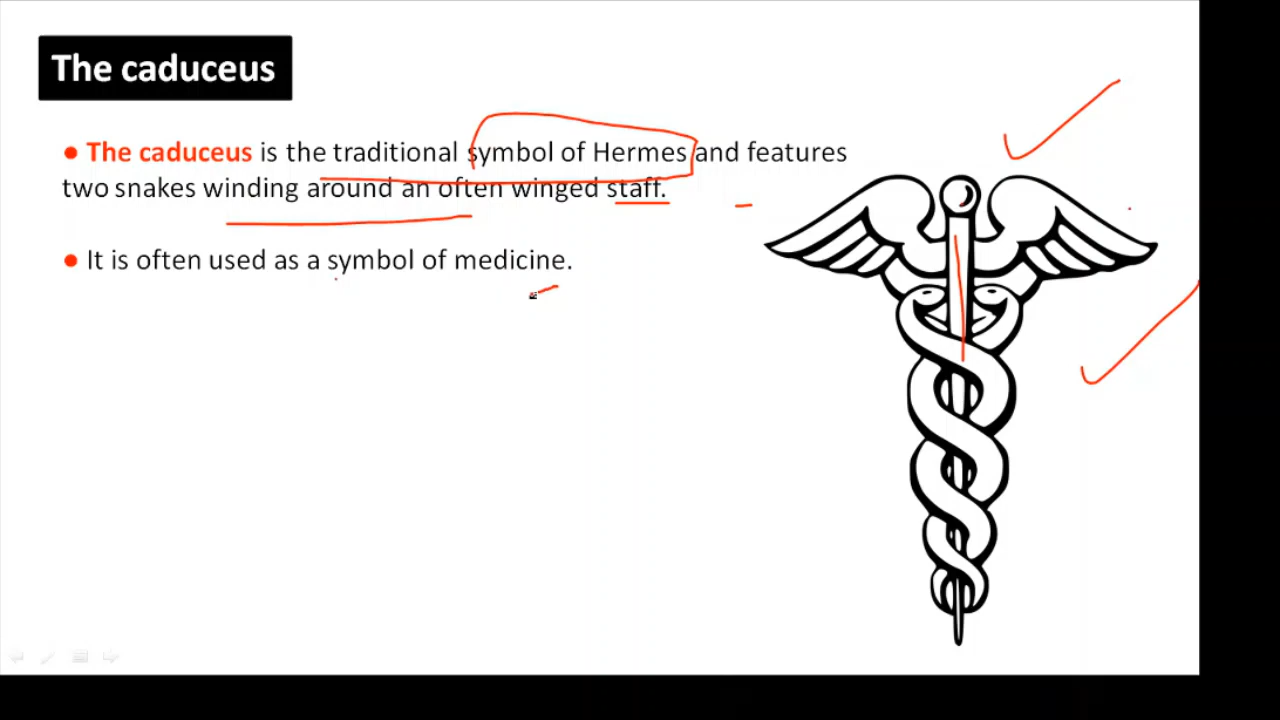 The caduceus
• The caduceus is the traditional symbol of Hermes and features
two snakes winding around an often winged staff.
• It is often used as a symbol of medicine.